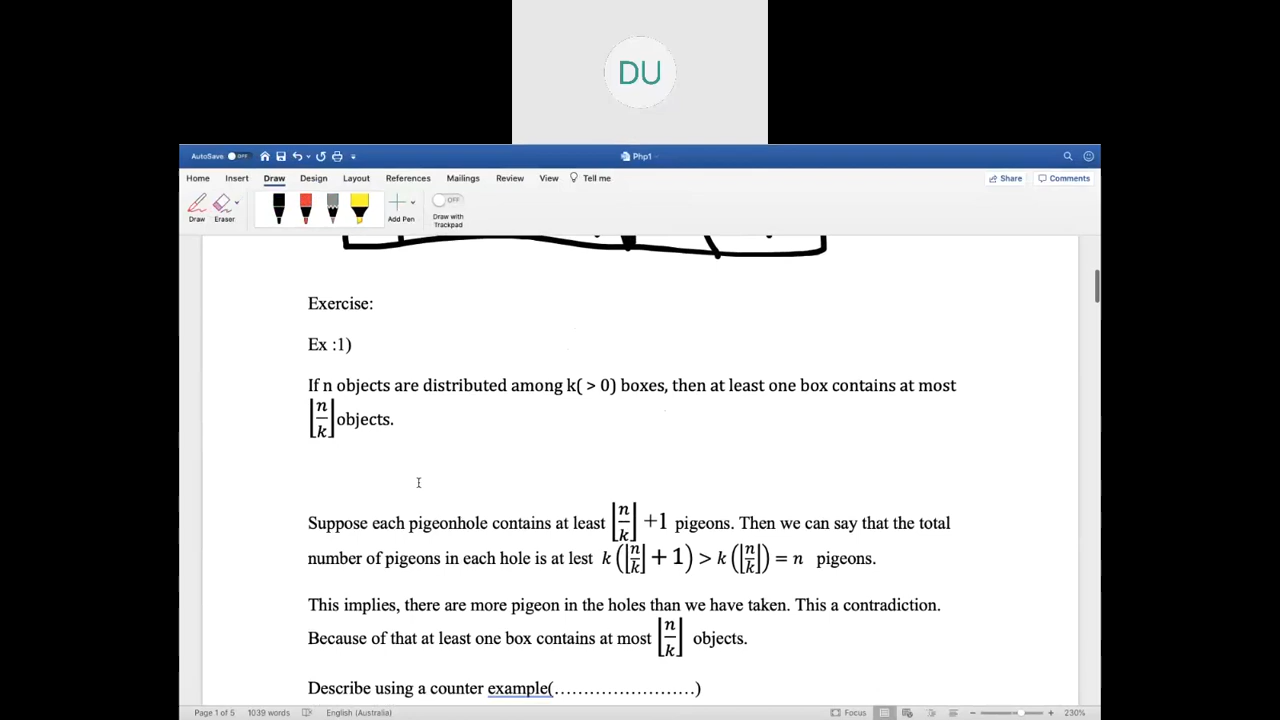 DU
AutoSave OFF Php1
Home Insert Draw Design Layout References Mailings Review View Tell me Share Comments
OFF
Draw Eraser Add Pen Draw with Trackpad
Exercise:
Ex :1)
If n objects are distributed among k( > 0) boxes, then at least one box contains at most
⌊n/k⌋objects.
Suppose each pigeonhole contains at least ⌊n/k⌋ +1 pigeons. Then we can say that the total
number of pigeons in each hole is at lest k (⌊n/k⌋ + 1) > k (⌊n/k⌋) = n pigeons.
This implies, there are more pigeon in the holes than we have taken. This a contradiction.
Because of that at least one box contains at most ⌊n/k⌋ objects.
Describe using a counter example(……………………)
Page 1 of 5 1039 words English (Australia) Focus 230%